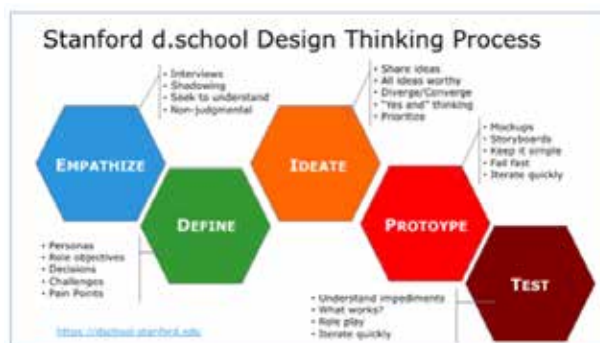 Stanford d.school Design Thinking Process
• Interviews
• Shadowing
• Seek to understand
• Non-judgmental
EMPATHIZE
• Personas
• Role objectives
• Decisions
• Challenges
• Pain Points
DEFINE
• Share ideas
• All ideas worthy
• Diverge/Converge
• "Yes and" thinking
• Prioritize
IDEATE
• Mockups
• Storyboards
• Keep it simple
• Fail fast
• Iterate quickly
PROTOYPE
• Understand impediments
• What works?
• Role play
• Iterate quickly
TEST
https://dschool.stanford.edu/